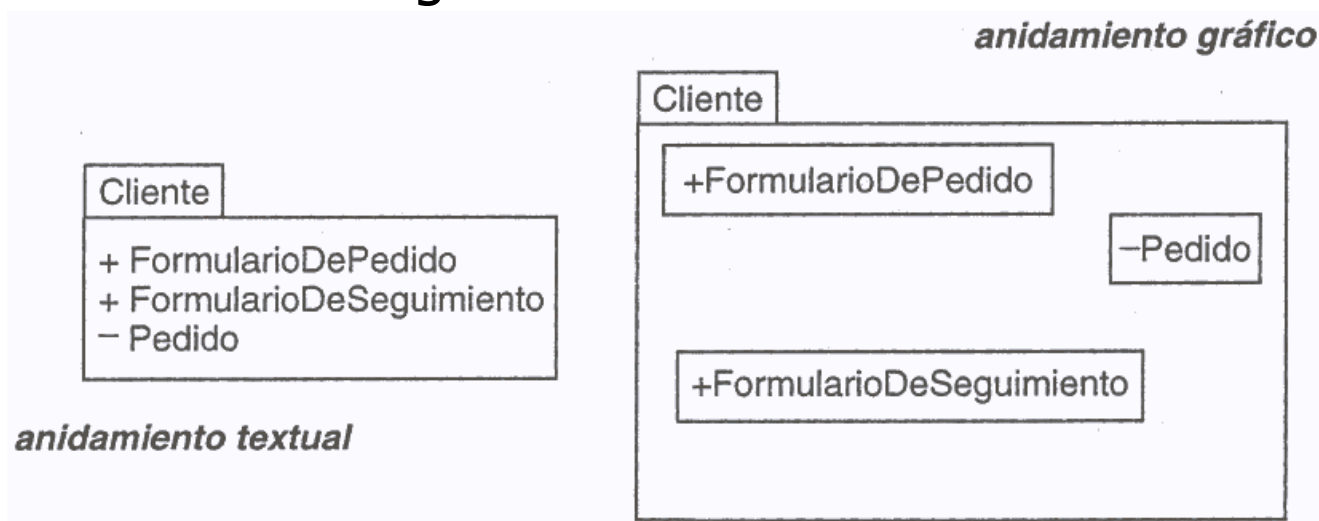 anidamiento gráfico
Cliente
+ FormularioDePedido
+ FormularioDeSeguimiento
– Pedido
anidamiento textual
Cliente
+FormularioDePedido
–Pedido
+FormularioDeSeguimiento